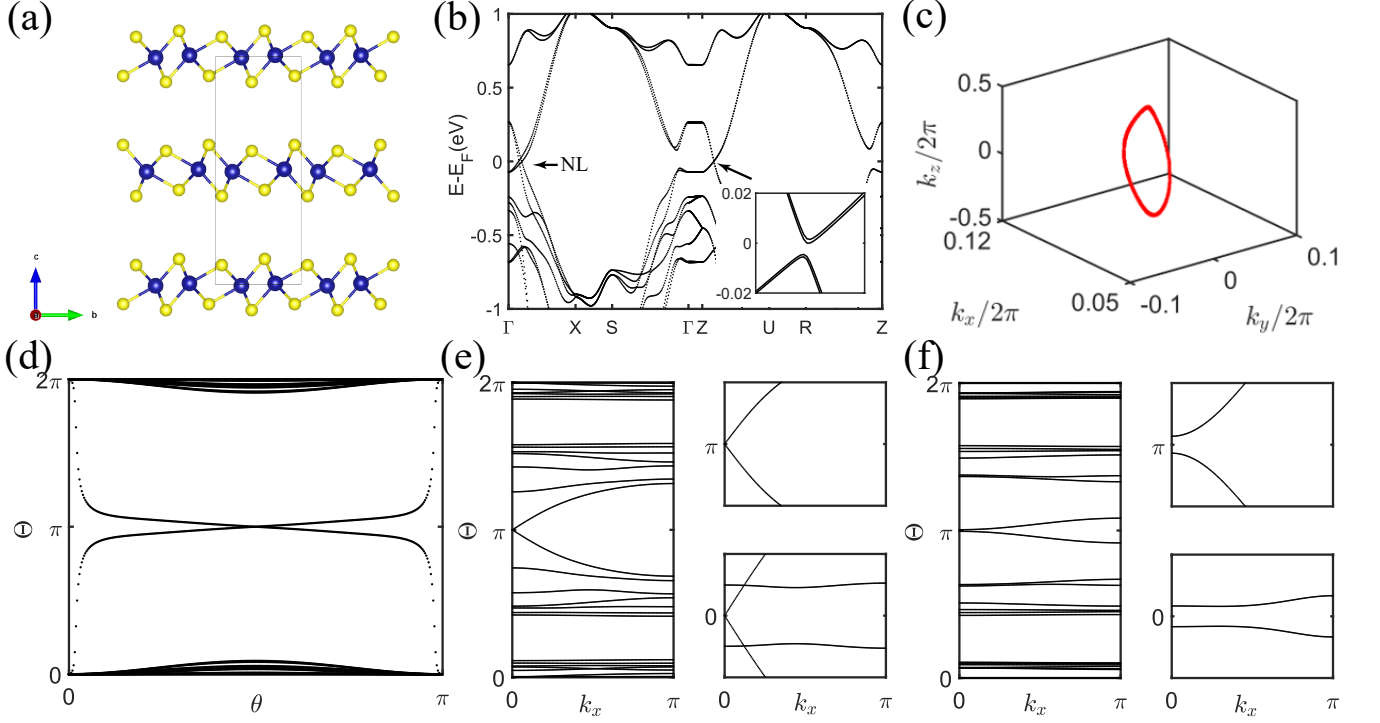 (a)
c
a
b
(b)
E-E_F(eV)
1
0.5
0
-0.5
-1
NL
0.02
0
-0.02
Γ X S Γ Z U R Z
(c)
0.5
0
-0.5
k_z/2π
0.12
0.05
k_x/2π
-0.1
0
0.1
k_y/2π
(d)
2π
π
0
Θ
0 θ π
(e)
2π
π
0
Θ
0 k_x π
π
0
0 k_x π
(f)
2π
π
0
Θ
0 k_x π
π
0
0 k_x π